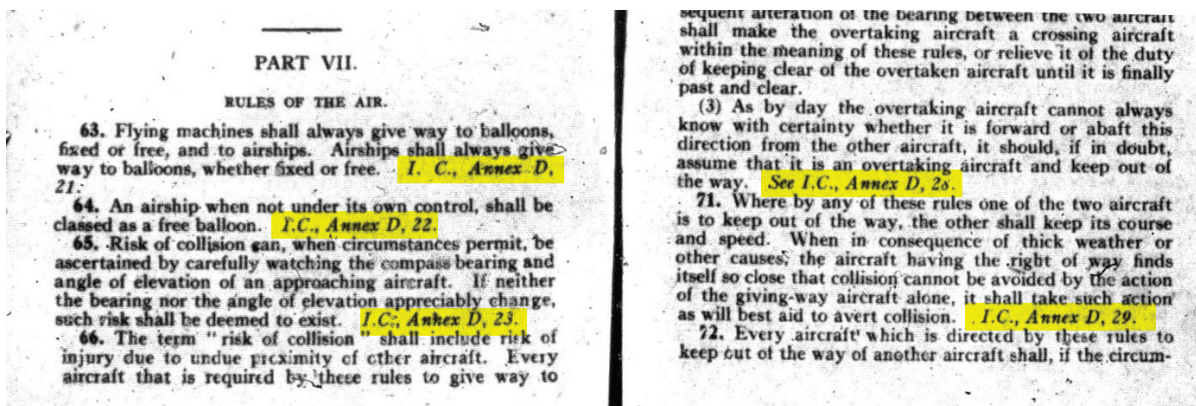 PART VII.
RULES OF THE AIR.
63. Flying machines shall always give way to balloons,
fixed or free, and to airships. Airships shall always give
way to balloons, whether fixed or free. I. C., Annex D,
21.
64. An airship when not under its own control, shall be
classed as a free balloon. I.C., Annex D, 22.
65. Risk of collision can, when circumstances permit, be
ascertained by carefully watching the compass bearing and
angle of elevation of an approaching aircraft. If neither
the bearing nor the angle of elevation appreciably change,
such risk shall be deemed to exist. I.C., Annex D, 23.
66. The term "risk of collision" shall include risk of
injury due to undue proximity of other aircraft. Every
aircraft that is required by these rules to give way to
sequent alteration of the bearing between the two aircraft
shall make the overtaking aircraft a crossing aircraft
within the meaning of these rules, or relieve it of the duty
of keeping clear of the overtaken aircraft until it is finally
past and clear.
(3) As by day the overtaking aircraft cannot always
know with certainty whether it is forward or abaft this
direction from the other aircraft, it should, if in doubt,
assume that it is an overtaking aircraft and keep out of
the way. See I.C., Annex D, 28.
71. Where by any of these rules one of the two aircraft
is to keep out of the way, the other shall keep its course
and speed. When in consequence of thick weather or
other causes, the aircraft having the right of way finds
itself so close that collision cannot be avoided by the action
of the giving-way aircraft alone, it shall take such action
as will best aid to avert collision. I.C., Annex D, 29.
72. Every aircraft which is directed by these rules to
keep out of the way of another aircraft shall, if the circum-